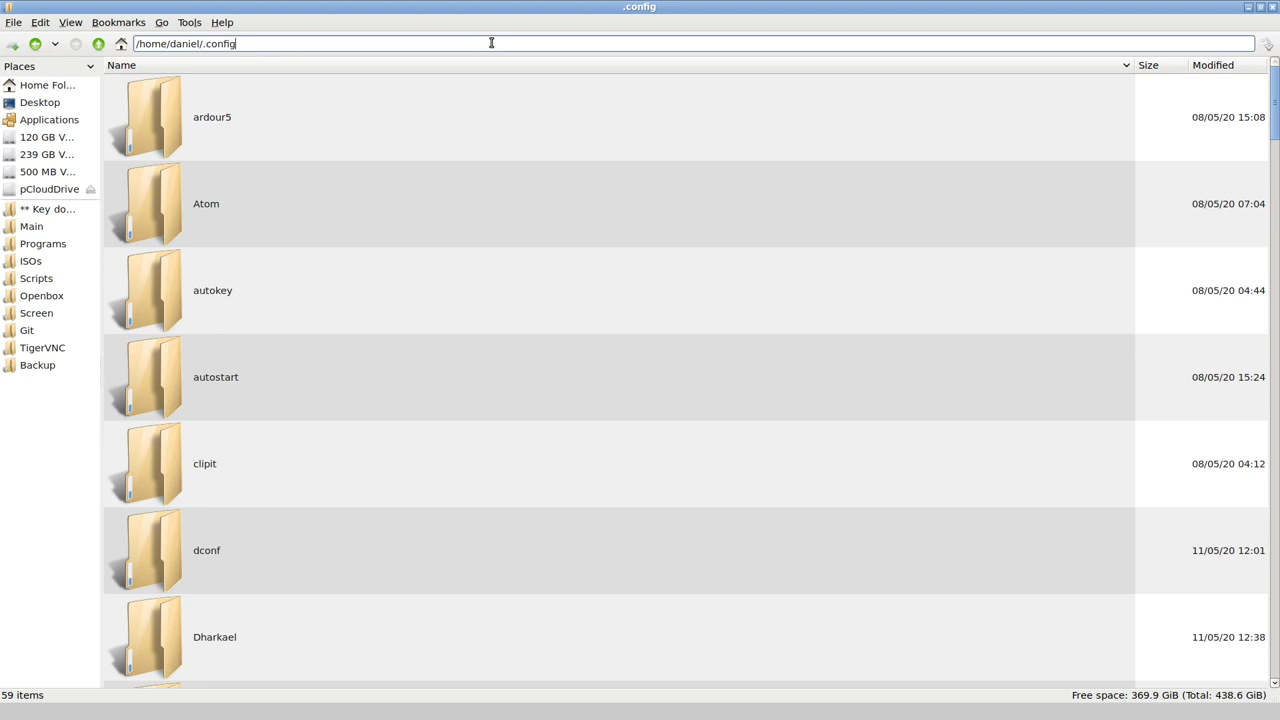 .config
File Edit View Bookmarks Go Tools Help
/home/daniel/.config
Places
Home Fol...
Desktop
Applications
120 GB V...
239 GB V...
500 MB V...
pCloudDrive
** Key do...
Main
Programs
ISOs
Scripts
Openbox
Screen
Git
TigerVNC
Backup
Name Size Modified
ardour5 08/05/20 15:08
Atom 08/05/20 07:04
autokey 08/05/20 04:44
autostart 08/05/20 15:24
clipit 08/05/20 04:12
dconf 11/05/20 12:01
Dharkael 11/05/20 12:38
59 items Free space: 369.9 GiB (Total: 438.6 GiB)